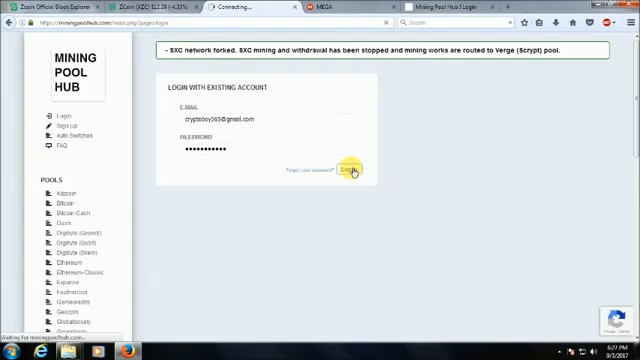 ZCoin Official Block Explorer
ZCoin (XZC) $12.39 (-4.33%)
Connecting...
MEGA
Mining Pool Hub | Login
https://miningpoolhub.com/index.php?page=login
Search
MINING
POOL
HUB
- SXC network forked. SXC mining and withdrawal has been stopped and mining works are routed to Verge (Scrypt) pool.
Login
Sign Up
Auto Switches
FAQ
LOGIN WITH EXISTING ACCOUNT
E-MAIL
cryptoboy365@gmail.com
PASSWORD
•••••••••••
Forgot your password?
Login
POOLS
Adzcoin
Bitcoin
Bitcoin-Cash
Dash
Digibyte (Groestl)
Digibyte (Qubit)
Digibyte (Skein)
Ethereum
Ethereum-Classic
Expanse
Feathercoin
Gamecredits
Geocoin
Globalboosty
Waiting for miningpoolhub.com...
6:27 PM
9/3/2017